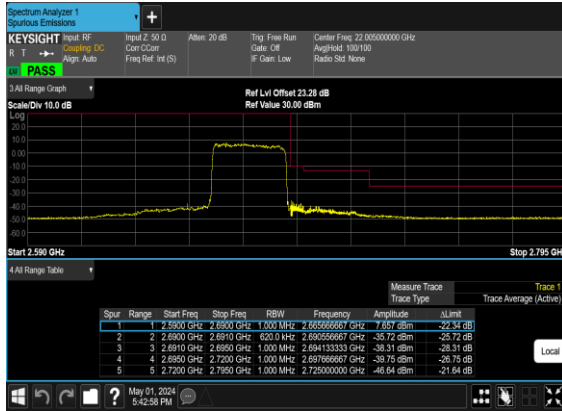 Spectrum Analyzer 1
Spurious Emissions
+
KEYSIGHT Input: RF Input Z: 50 Ω Atten: 20 dB Trig: Free Run Center Freq: 22.005000000 GHz
R T Coupling: DC Corr CCorr Gate: Off Avg|Hold: 100/100
Align: Auto Freq Ref: Int (S) IF Gain: Low Radio Std: None
PASS
3 All Range Graph
Ref Lvl Offset 23.28 dB
Scale/Div 10.0 dB Ref Value 30.00 dBm
Log
20.0
10.0
0.00
-10.0
-20.0
-30.0
-40.0
-50.0
-60.0
Start 2.590 GHz Stop 2.795 GH
4 All Range Table
Measure Trace Trace 1
Trace Type Trace Average (Active)
Spur Range Start Freq Stop Freq RBW Frequency Amplitude ΔLimit
1 1 2.5900 GHz 2.6900 GHz 1.000 MHz 2.665666667 GHz 7.657 dBm -22.34 dB
2 2 2.6900 GHz 2.6910 GHz 620.0 kHz 2.690556667 GHz -35.72 dBm -25.72 dB
3 3 2.6910 GHz 2.6950 GHz 1.000 MHz 2.694133333 GHz -38.31 dBm -28.31 dB
4 4 2.6950 GHz 2.7200 GHz 1.000 MHz 2.697666667 GHz -39.75 dBm -26.75 dB
5 5 2.7200 GHz 2.7950 GHz 1.000 MHz 2.725000000 GHz -46.64 dBm -21.64 dB
Local
? May 01, 2024
5:42:58 PM